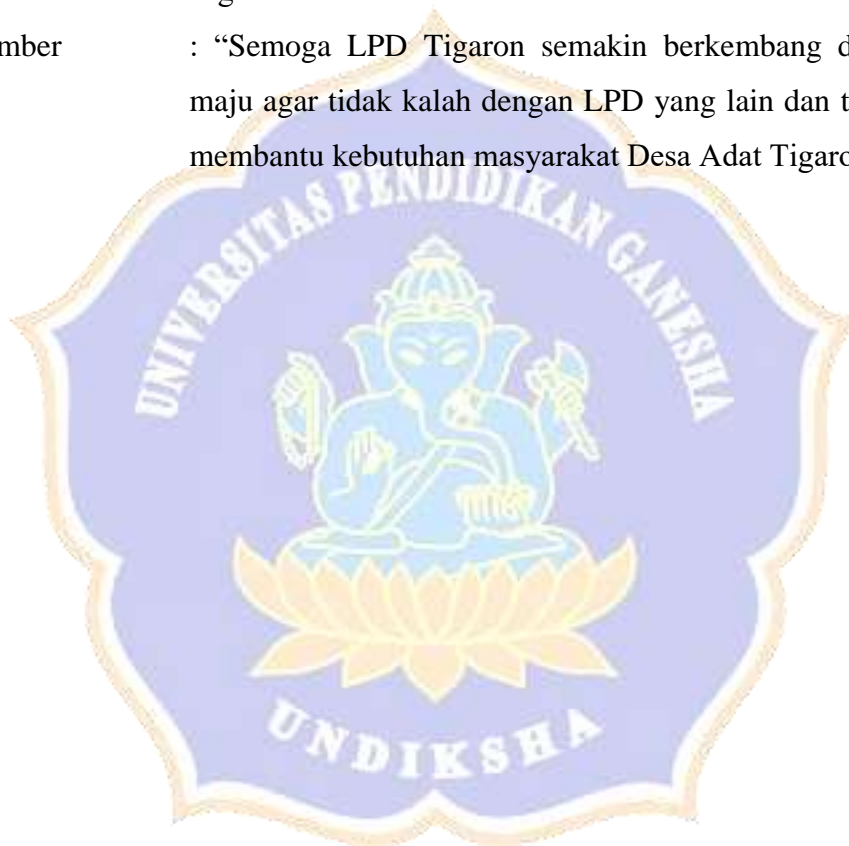 mber : “Semoga LPD Tigaron semakin berkembang d
maju agar tidak kalah dengan LPD yang lain dan t
membantu kebutuhan masyarakat Desa Adat Tigaro
UNIVERSITAS PENDIDIKAN GANESHA
UNDIKSHA